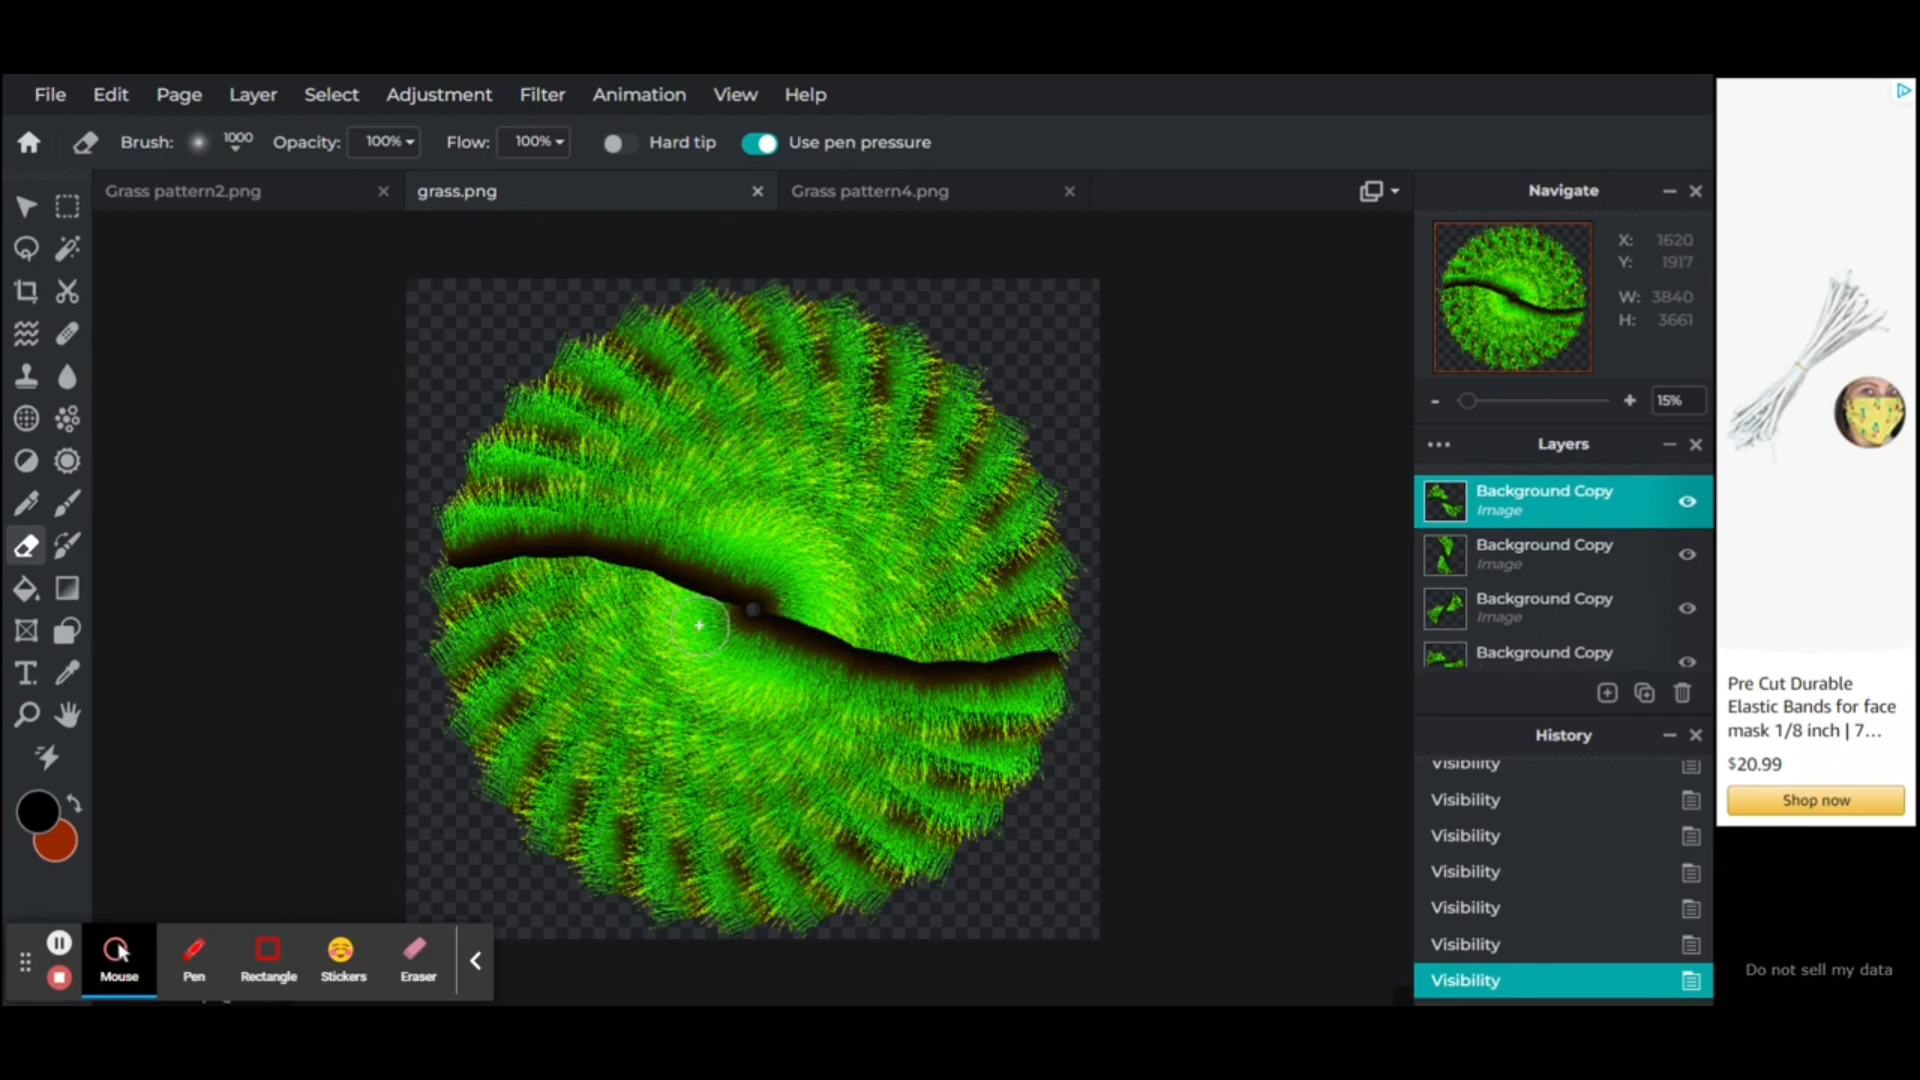 File Edit Page Layer Select Adjustment Filter Animation View Help
Brush: 1000 Opacity: 100% Flow: 100% Hard tip Use pen pressure
Grass pattern2.png grass.png Grass pattern4.png
Navigate
X: 1620
Y: 1917
W: 3840
H: 3661
- + 15%
Layers
Background Copy
Image
Background Copy
Image
Background Copy
Image
Background Copy
History
Visibility
Visibility
Visibility
Visibility
Visibility
Visibility
Visibility
Mouse Pen Rectangle Stickers Eraser
Pre Cut Durable
Elastic Bands for face
mask 1/8 inch | 7...
$20.99
Shop now
Do not sell my data